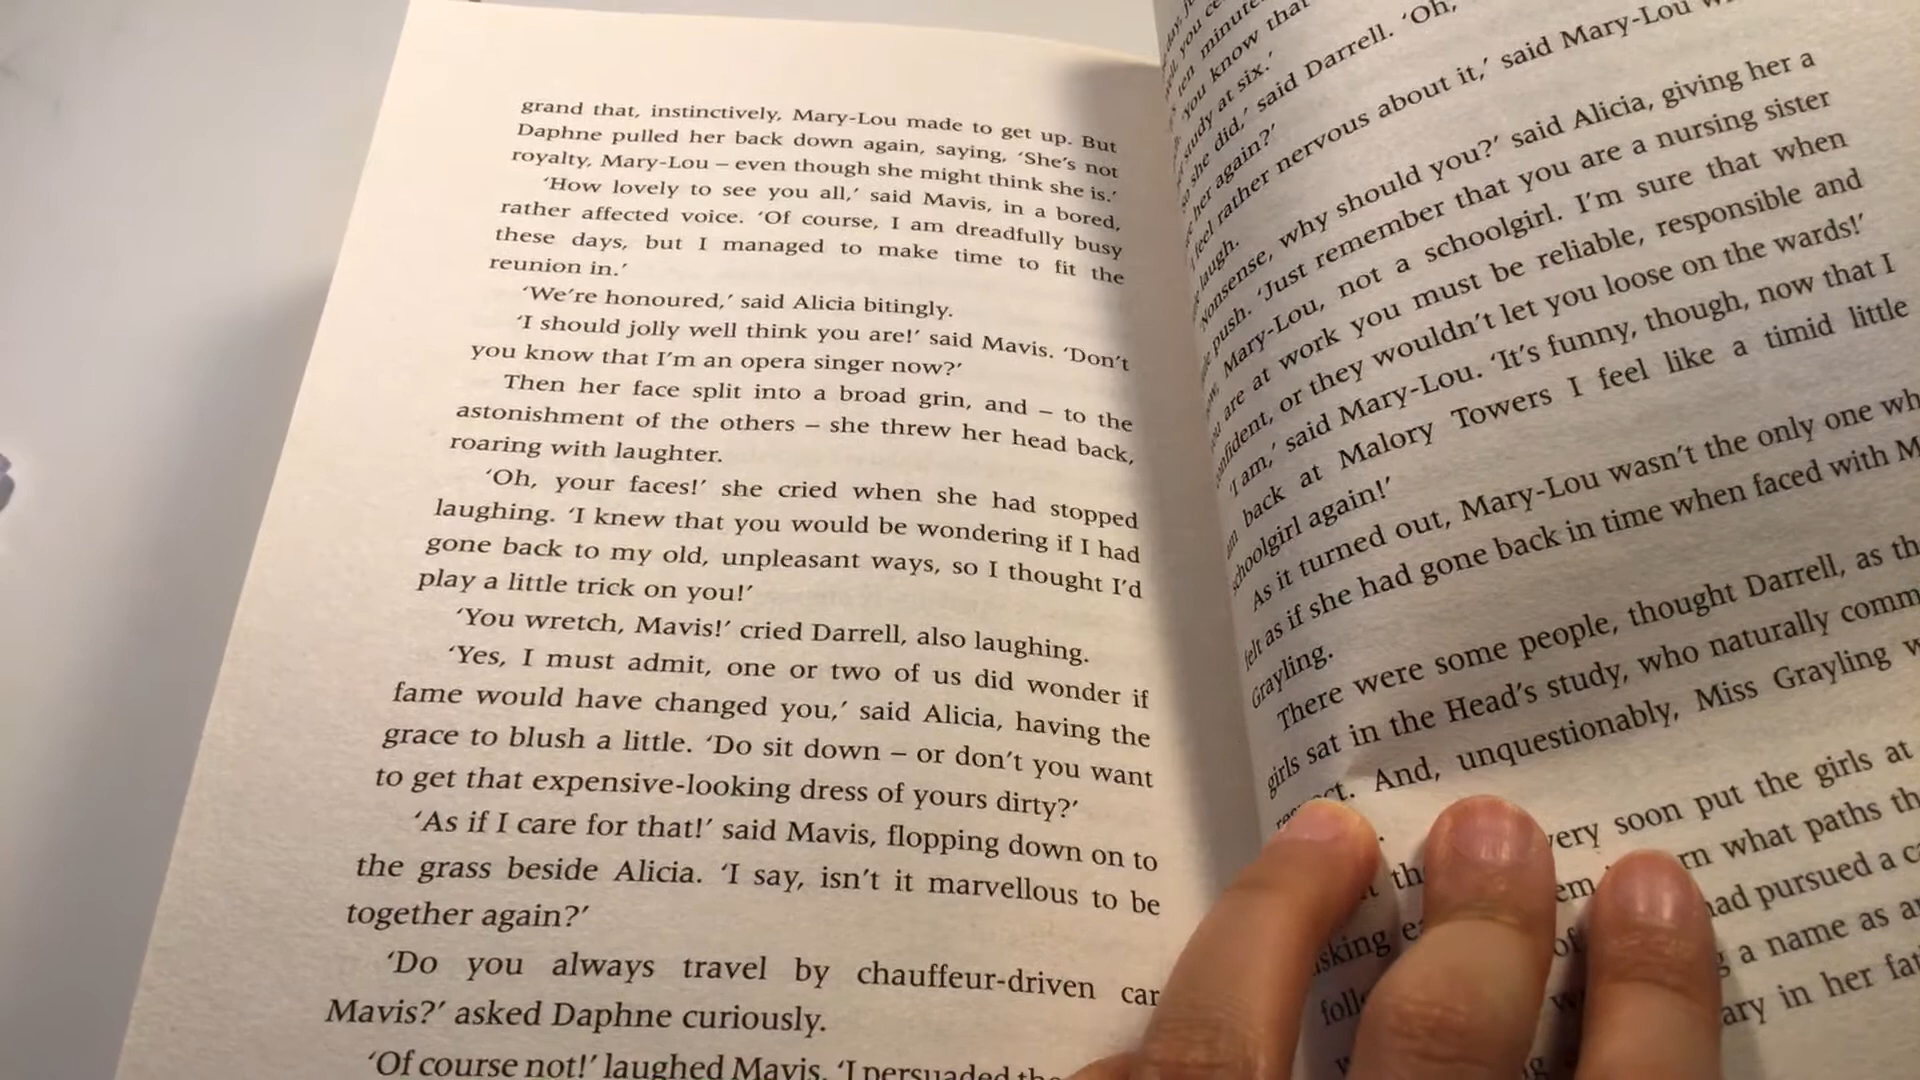 grand that, instinctively, Mary-Lou made to get up. But
Daphne pulled her back down again, saying, ‘She’s not
royalty, Mary-Lou – even though she might think she is.’
‘How lovely to see you all,’ said Mavis, in a bored,
rather affected voice. ‘Of course, I am dreadfully busy
these days, but I managed to make time to fit the
reunion in.’
‘We’re honoured,’ said Alicia bitingly.
‘I should jolly well think you are!’ said Mavis. ‘Don’t
you know that I’m an opera singer now?’
Then her face split into a broad grin, and – to the
astonishment of the others – she threw her head back,
roaring with laughter.
‘Oh, your faces!’ she cried when she had stopped
laughing. ‘I knew that you would be wondering if I had
gone back to my old, unpleasant ways, so I thought I’d
play a little trick on you!’
‘You wretch, Mavis!’ cried Darrell, also laughing.
‘Yes, I must admit, one or two of us did wonder if
fame would have changed you,’ said Alicia, having the
grace to blush a little. ‘Do sit down – or don’t you want
to get that expensive-looking dress of yours dirty?’
‘As if I care for that!’ said Mavis, flopping down on to
the grass beside Alicia. ‘I say, isn’t it marvellous to be
together again?’
‘Do you always travel by chauffeur-driven car
Mavis?’ asked Daphne curiously.
‘Of course not!’ laughed Mavis. ‘I persuaded the
day,
you
ten minutes
‘You know that
study at six.’
so she did,’ said Darrell. ‘Oh,
her again?’
‘I feel rather nervous about it,’ said Mary-Lou
laugh.
‘Nonsense, why should you?’ said Alicia, giving her a
push. ‘Just remember that you are a nursing sister
now, Mary-Lou, not a schoolgirl. I’m sure that when
you are at work you must be reliable, responsible and
confident, or they wouldn’t let you loose on the wards!’
‘I am,’ said Mary-Lou. ‘It’s funny, though, now that I
am back at Malory Towers I feel like a timid little
schoolgirl again!’
As it turned out, Mary-Lou wasn’t the only one
felt as if she had gone back in time when faced with
Grayling.
There were some people, thought Darrell, as
girls sat in the Head’s study, who naturally
And, unquestionably, Miss Grayling
very soon put the girls at
what paths
had pursued a
a name as
in her